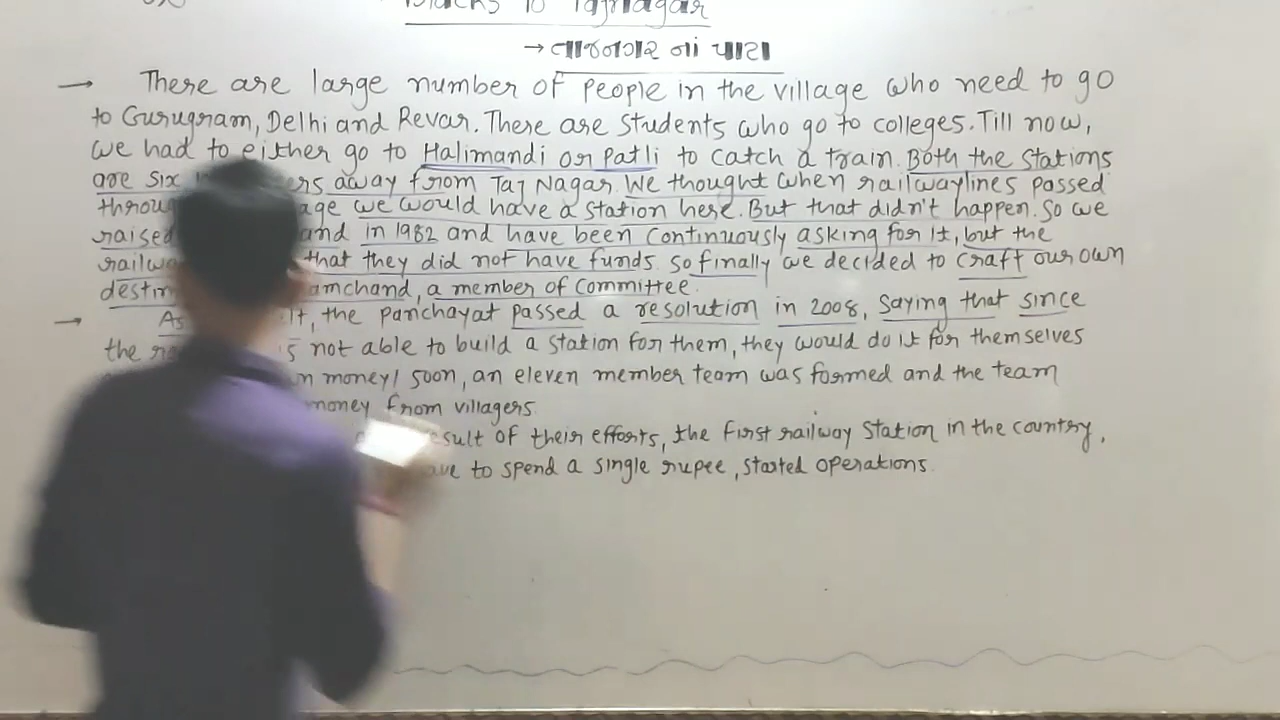 to Tajnagar
→ તાજનગર નાં પાટા
→ There are large number of people in the village who need to go
to Gurugram, Delhi and Revar. There are students who go to colleges. Till now,
we had to either go to Halimandi or Patli to catch a train. Both the stations
are six away from Taj Nagar. We thought when railwaylines passed
we would have a station here. But that didn't happen. So we
raised and in 1982 and have been continuously asking for it, but the
that they did not have funds. so finally we decided to craft our own
a member of committee.
→ As it, the panchayat passed a resolution in 2008, saying that since
the not able to build a station for them, they would do it for themselves
money/ soon, an eleven member team was formed and the team
money from villagers.
of their efforts, the first railway station in the country,
to spend a single rupee, started operations.